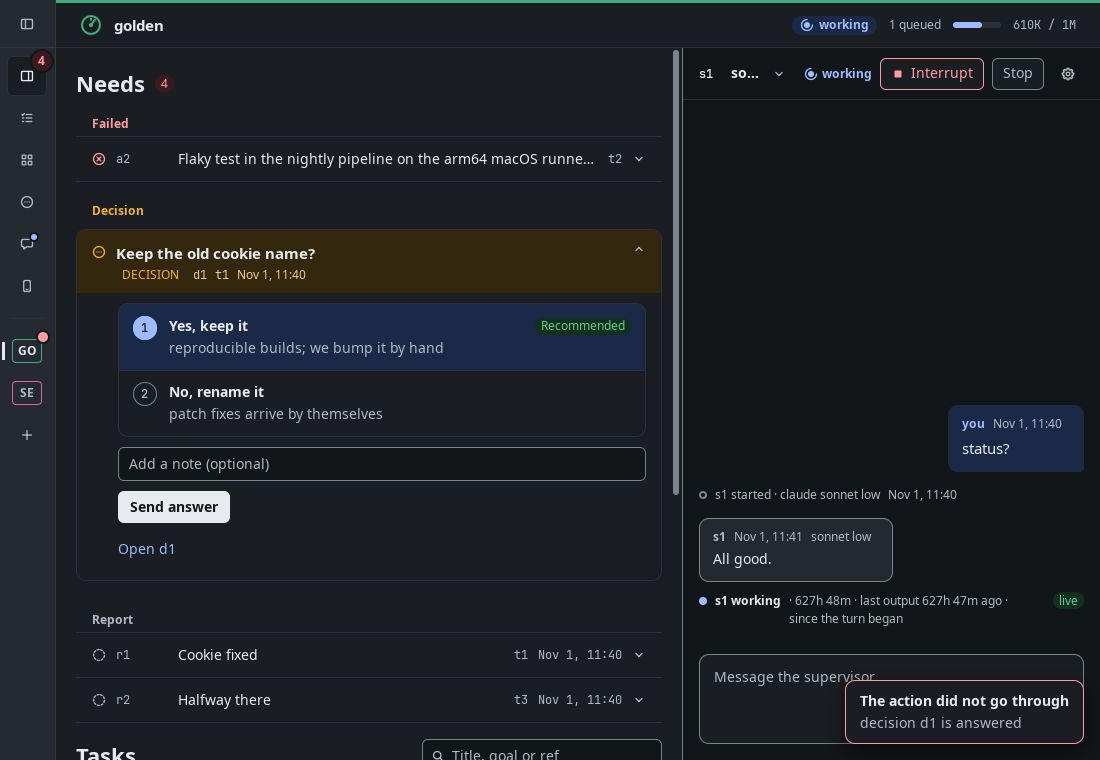 golden
working
1 queued
610K / 1M
4
GO
SE
Needs 4
Failed
a2 Flaky test in the nightly pipeline on the arm64 macOS runne... t2
Decision
Keep the old cookie name?
DECISION d1 t1 Nov 1, 11:40
1 Yes, keep it Recommended
reproducible builds; we bump it by hand
2 No, rename it
patch fixes arrive by themselves
Add a note (optional)
Send answer
Open d1
Report
r1 Cookie fixed t1 Nov 1, 11:40
r2 Halfway there t3 Nov 1, 11:40
Tasks
Title, goal or ref
s1 so... working Interrupt Stop
you Nov 1, 11:40
status?
s1 started · claude sonnet low Nov 1, 11:40
s1 Nov 1, 11:41 sonnet low
All good.
s1 working · 627h 48m · last output 627h 47m ago · live
since the turn began
Message the supervisor
The action did not go through
decision d1 is answered